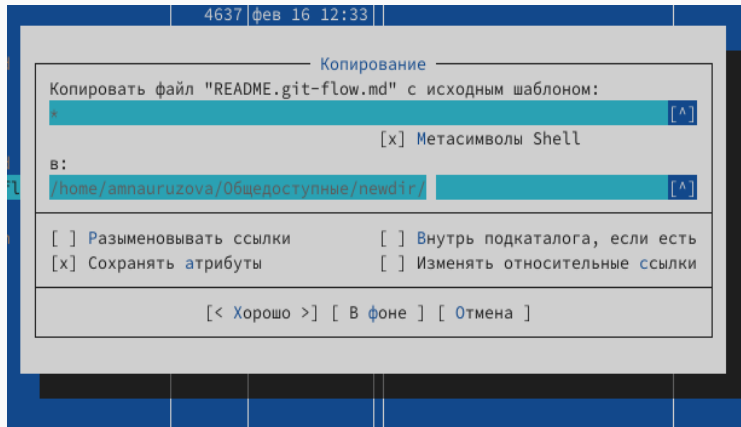 4637 фев 16 12:33
Копирование
Копировать файл "README.git-flow.md" с исходным шаблоном:
*
[^]
[x] Метасимволы Shell
в:
/home/amnauruzova/Общедоступные/newdir/
[^]
[ ] Разыменовывать ссылки [ ] Внутрь подкаталога, если есть
[x] Сохранять атрибуты [ ] Изменять относительные ссылки
[< Хорошо >] [ В фоне ] [ Отмена ]